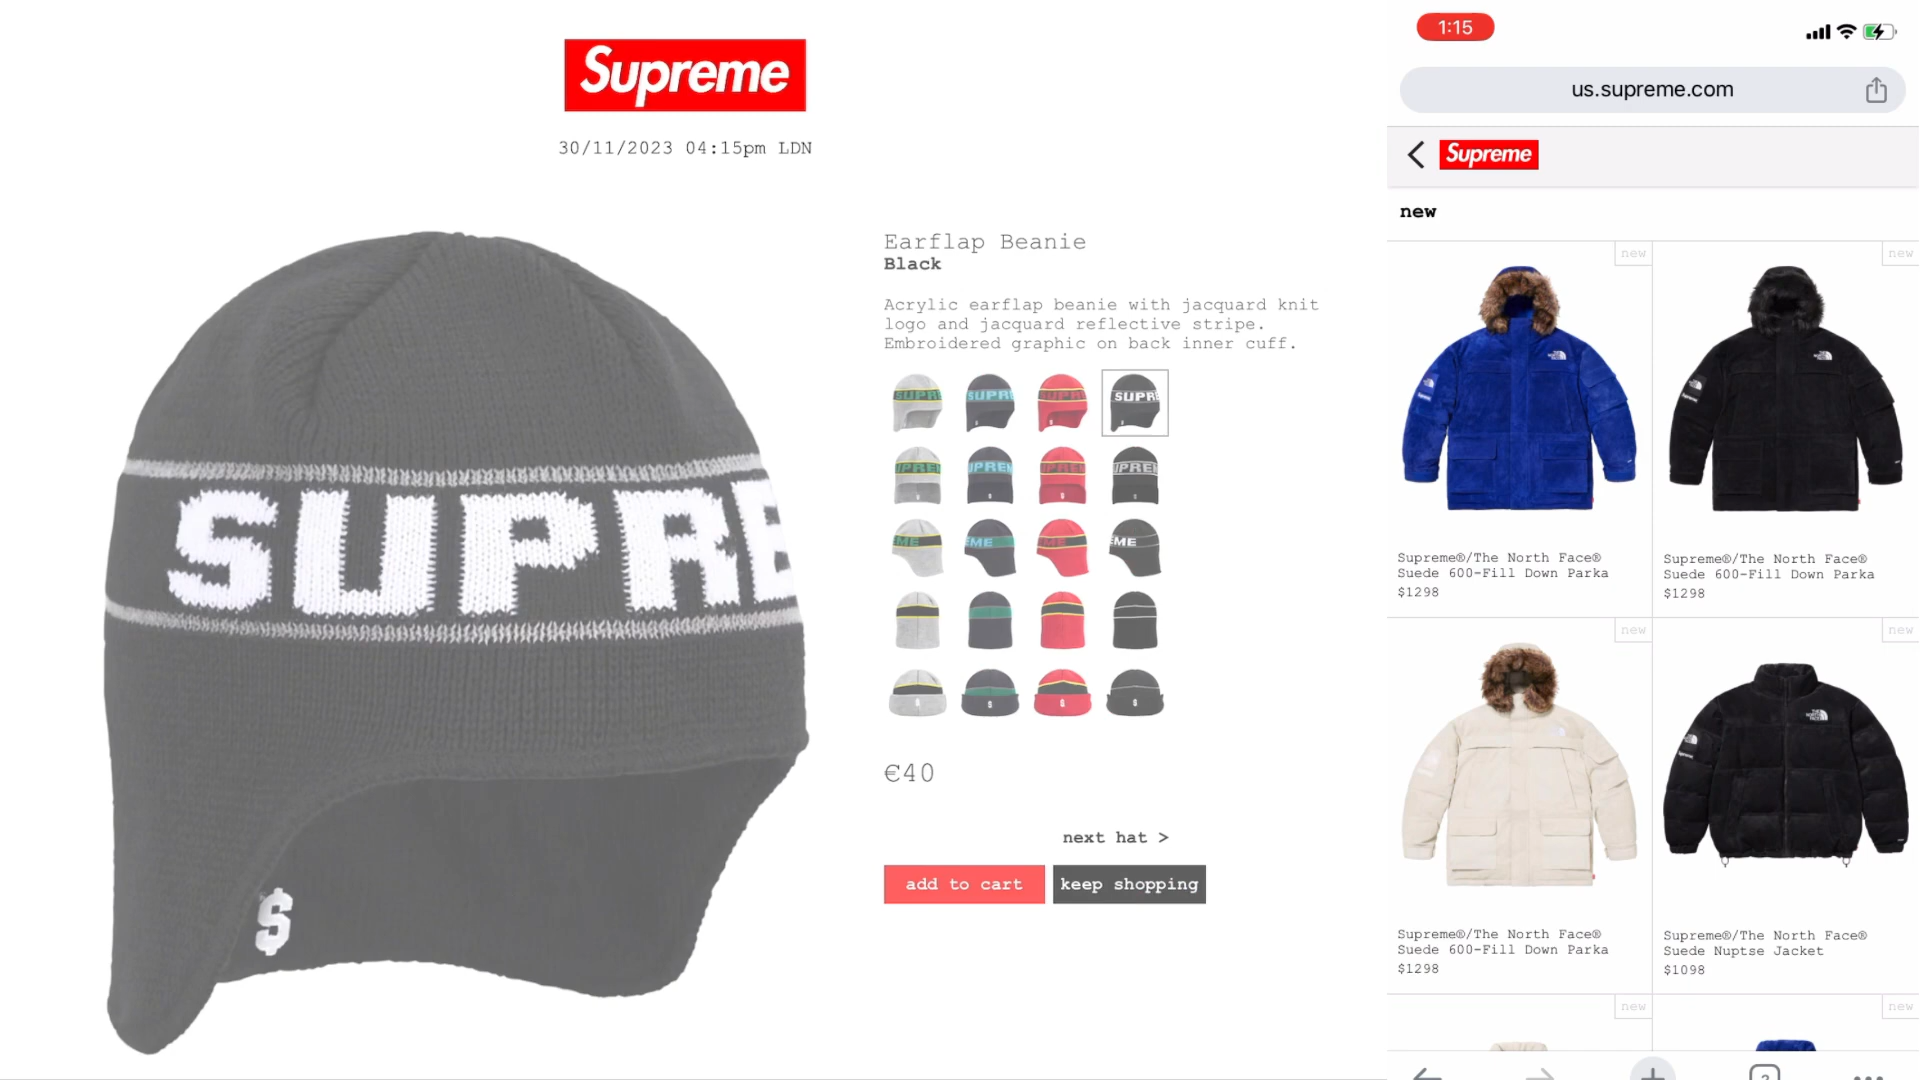 Supreme
30/11/2023 04:15pm LDN
SUPRE
$
Earflap Beanie
Black
Acrylic earflap beanie with jacquard knit
logo and jacquard reflective stripe.
Embroidered graphic on back inner cuff.
€40
next hat >
add to cart
keep shopping
1:15
us.supreme.com
Supreme
new
new
new
Supreme®/The North Face®
Suede 600-Fill Down Parka
$1298
Supreme®/The North Face®
Suede 600-Fill Down Parka
$1298
new
new
Supreme®/The North Face®
Suede 600-Fill Down Parka
$1298
Supreme®/The North Face®
Suede Nuptse Jacket
$1098
new
new